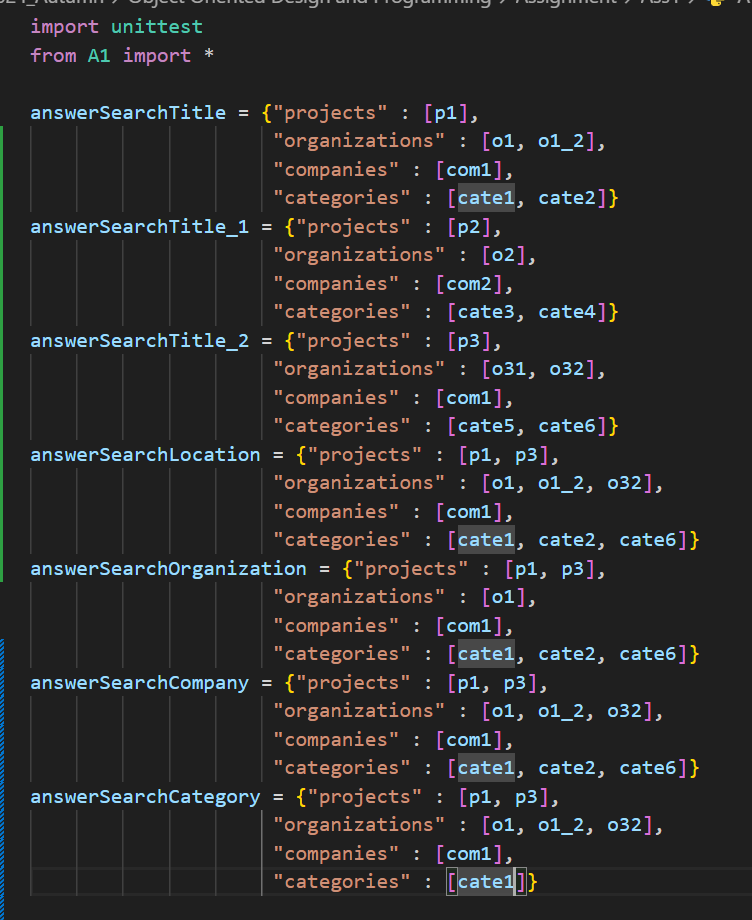 Object Oriented Design and Programming > Assignment > Ass1 >
import unittest
from A1 import *
answerSearchTitle = {"projects" : [p1],
"organizations" : [o1, o1_2],
"companies" : [com1],
"categories" : [cate1, cate2]}
answerSearchTitle_1 = {"projects" : [p2],
"organizations" : [o2],
"companies" : [com2],
"categories" : [cate3, cate4]}
answerSearchTitle_2 = {"projects" : [p3],
"organizations" : [o31, o32],
"companies" : [com1],
"categories" : [cate5, cate6]}
answerSearchLocation = {"projects" : [p1, p3],
"organizations" : [o1, o1_2, o32],
"companies" : [com1],
"categories" : [cate1, cate2, cate6]}
answerSearchOrganization = {"projects" : [p1, p3],
"organizations" : [o1],
"companies" : [com1],
"categories" : [cate1, cate2, cate6]}
answerSearchCompany = {"projects" : [p1, p3],
"organizations" : [o1, o1_2, o32],
"companies" : [com1],
"categories" : [cate1, cate2, cate6]}
answerSearchCategory = {"projects" : [p1, p3],
"organizations" : [o1, o1_2, o32],
"companies" : [com1],
"categories" : [cate1]}